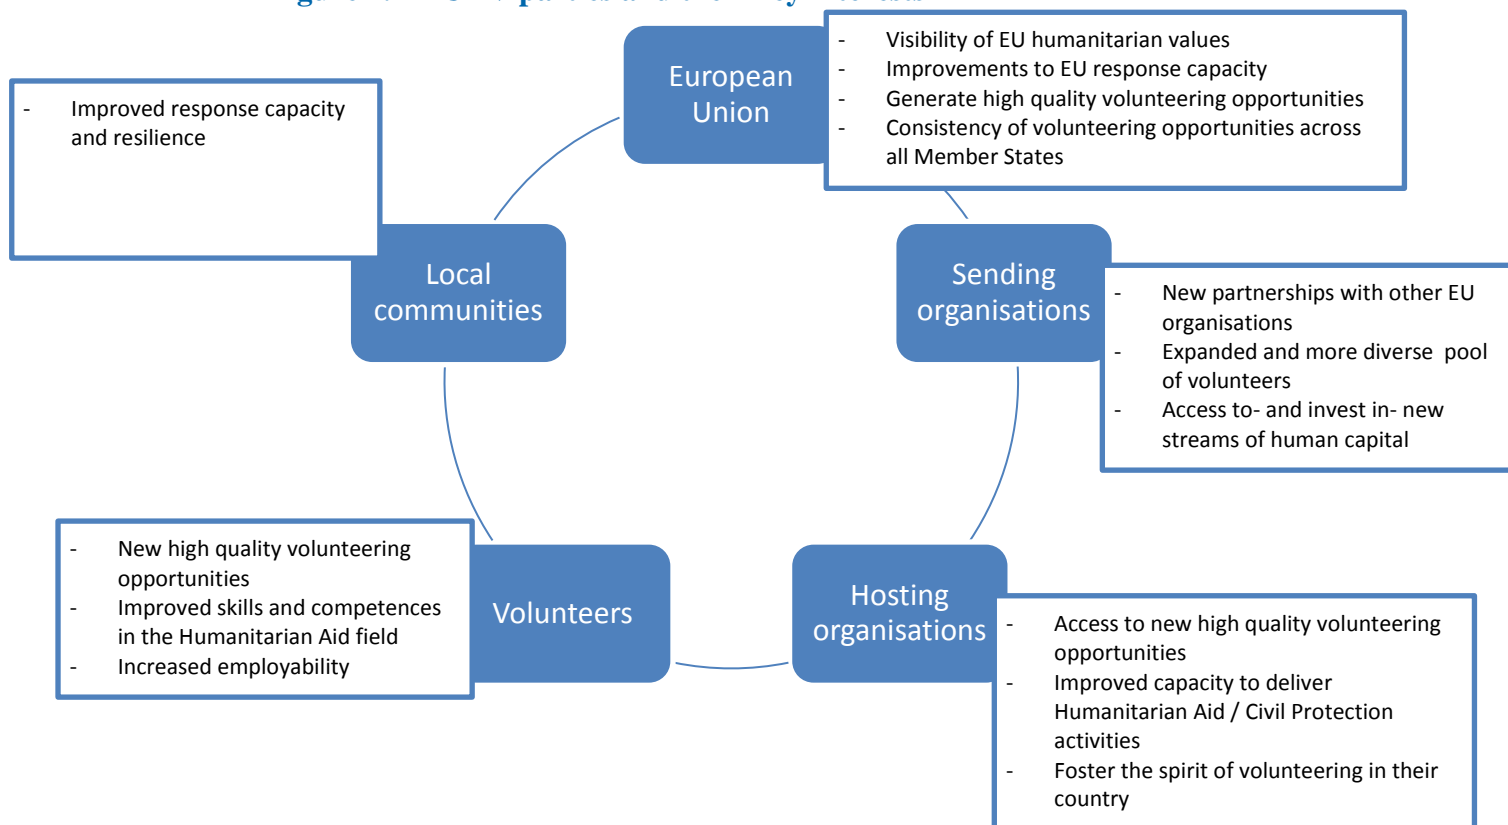 European
Union
- Visibility of EU humanitarian values
- Improvements to EU response capacity
- Generate high quality volunteering opportunities
- Consistency of volunteering opportunities across
all Member States
Sending
organisations
- New partnerships with other EU
organisations
- Expanded and more diverse pool
of volunteers
- Access to- and invest in- new
streams of human capital
Hosting
organisations
- Access to new high quality volunteering
opportunities
- Improved capacity to deliver
Humanitarian Aid / Civil Protection
activities
- Foster the spirit of volunteering in their
country
Volunteers
- New high quality volunteering
opportunities
- Improved skills and competences
in the Humanitarian Aid field
- Increased employability
Local
communities
- Improved response capacity
and resilience